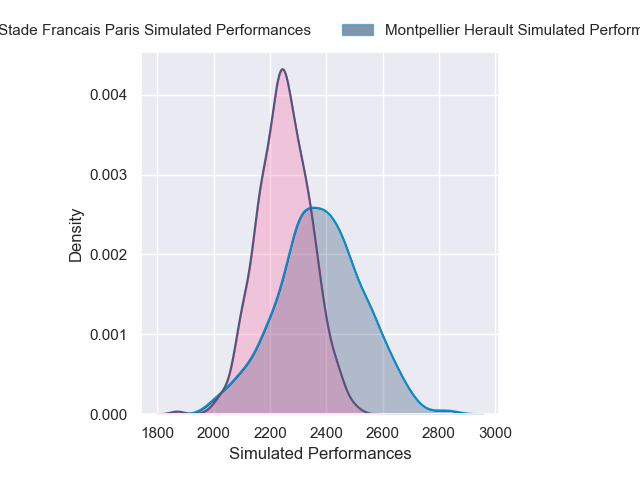 Stade Francais Paris Simulated Performances
Montpellier Herault Simulated Perform
0.004
0.003
0.002
0.001
0.000
Density
1800 2000 2200 2400 2600 2800 3000
Simulated Performances